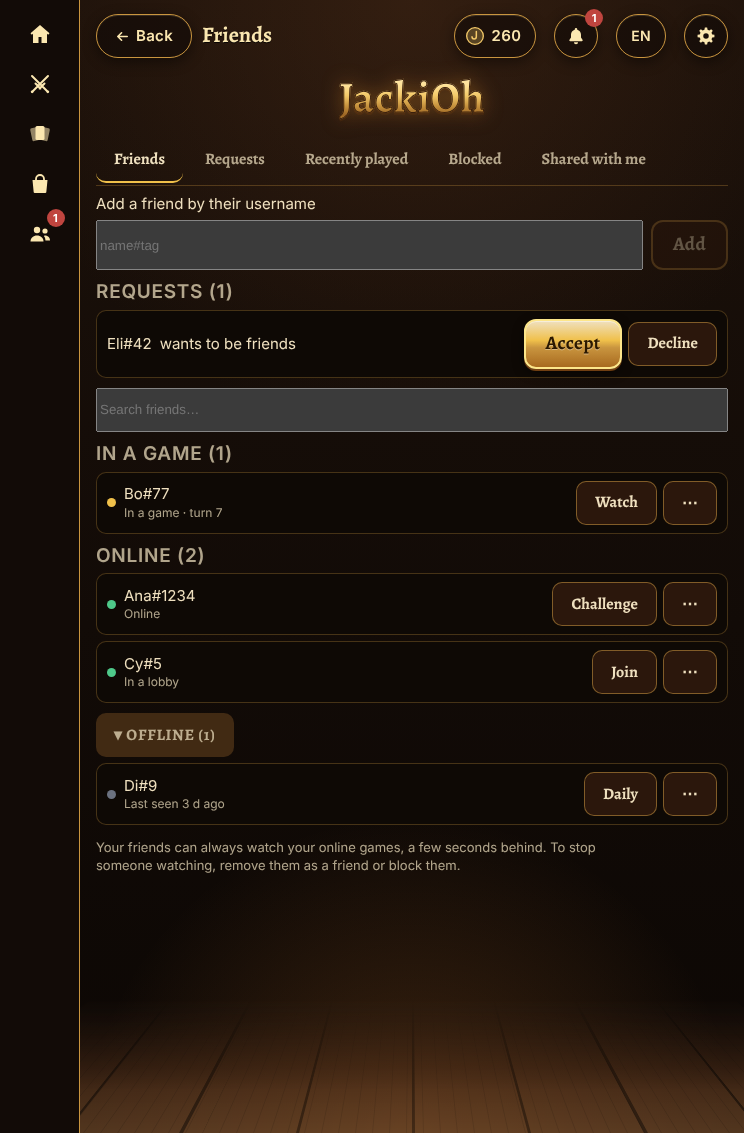 ← Back
Friends
J 260
1
EN
JackiOh
1
Friends
Requests
Recently played
Blocked
Shared with me
Add a friend by their username
name#tag
Add
REQUESTS (1)
Eli#42 wants to be friends
Accept
Decline
Search friends...
IN A GAME (1)
Bo#77
In a game · turn 7
Watch
...
ONLINE (2)
Ana#1234
Online
Challenge
...
Cy#5
In a lobby
Join
...
▼ OFFLINE (1)
Di#9
Last seen 3 d ago
Daily
...
Your friends can always watch your online games, a few seconds behind. To stop
someone watching, remove them as a friend or block them.